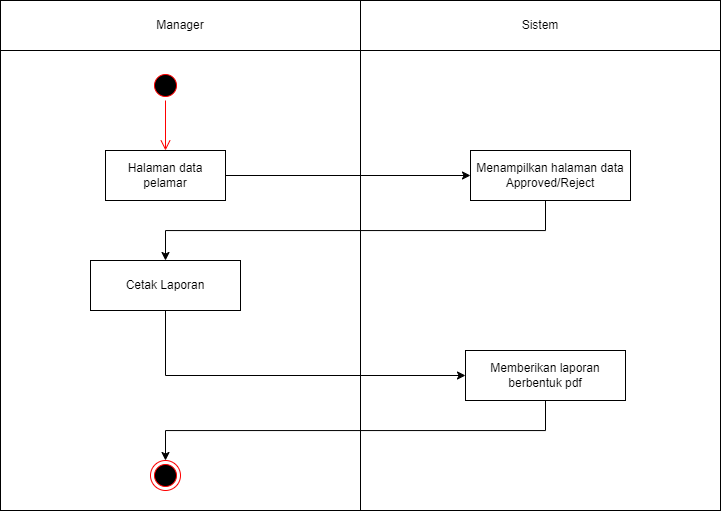 Manager
Sistem
Halaman data
pelamar
Menampilkan halaman data
Approved/Reject
Cetak Laporan
Memberikan laporan
berbentuk pdf